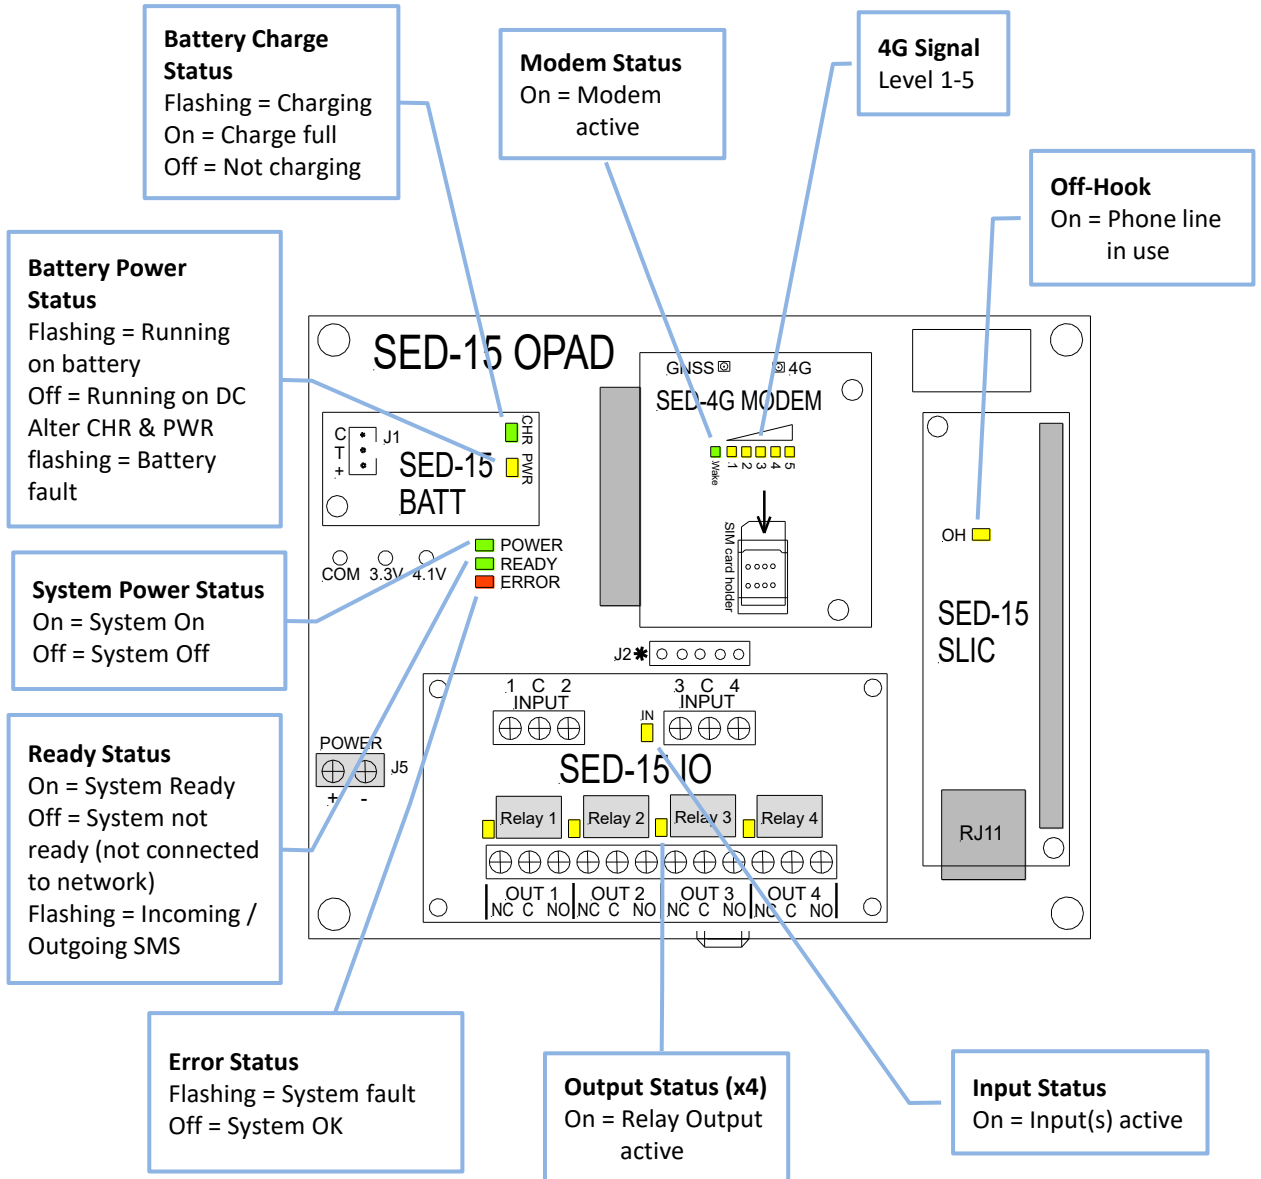 Battery Charge
Status
Flashing = Charging
On = Charge full
Off = Not charging
Modem Status
On = Modem
active
4G Signal
Level 1-5
Off-Hook
On = Phone line
in use
Battery Power
Status
Flashing = Running
on battery
Off = Running on DC
Alter CHR & PWR
flashing = Battery
fault
System Power Status
On = System On
Off = System Off
Ready Status
On = System Ready
Off = System not
ready (not connected
to network)
Flashing = Incoming /
Outgoing SMS
Error Status
Flashing = System fault
Off = System OK
Output Status (x4)
On = Relay Output
active
Input Status
On = Input(s) active
SED-15 OPAD
C
T
+
J1
CHR
PWR
SED-15
BATT
COM 3.3V 4.1V
POWER
READY
ERROR
GNSS
4G
SED-4G MODEM
Wake
1
2
3
4
5
SIM card holder
OH
SED-15
SLIC
RJ11
J2✱
1 C 2
INPUT
IN
3 C 4
INPUT
SED-15 IO
POWER
J5
+ -
Relay 1
Relay 2
Relay 3
Relay 4
OUT 1
OUT 2
OUT 3
OUT 4
NC C NO
NC C NO
NC C NO
NC C NO